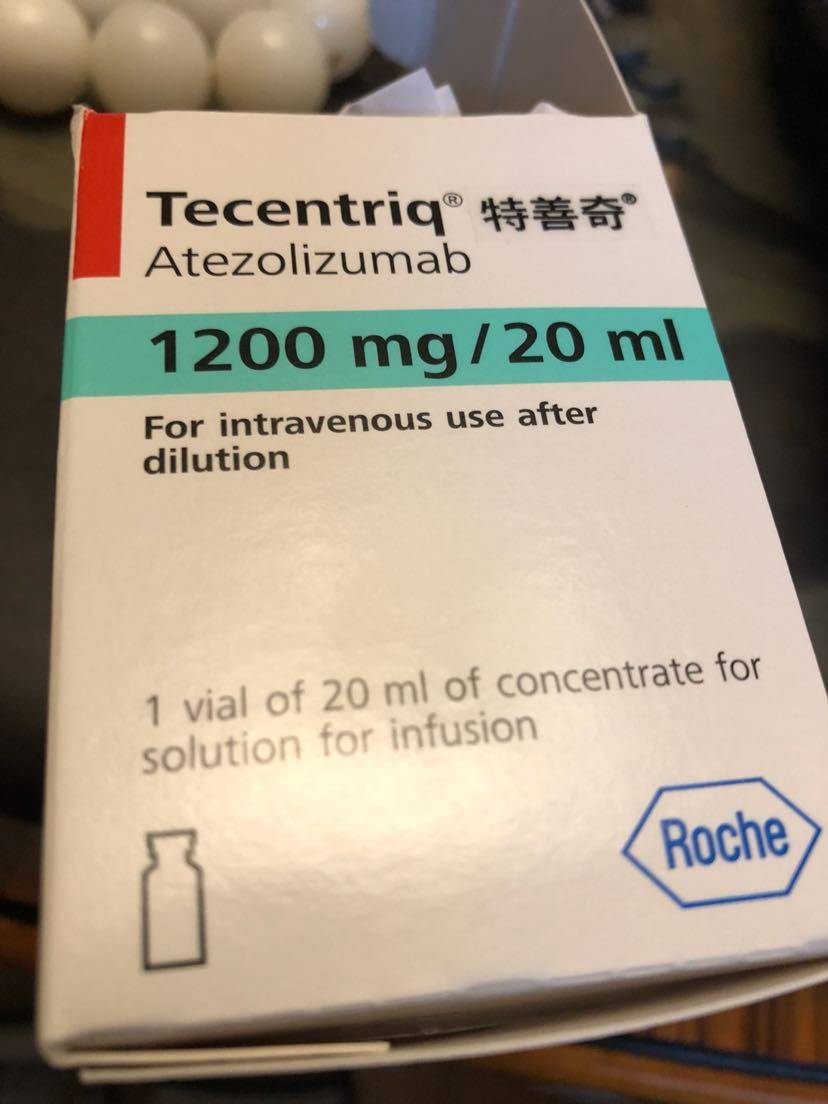 Tecentriq® 特善奇®
Atezolizumab
1200 mg/20 ml
For intravenous use after
dilution
1 vial of 20 ml of concentrate for
solution for infusion
Roche